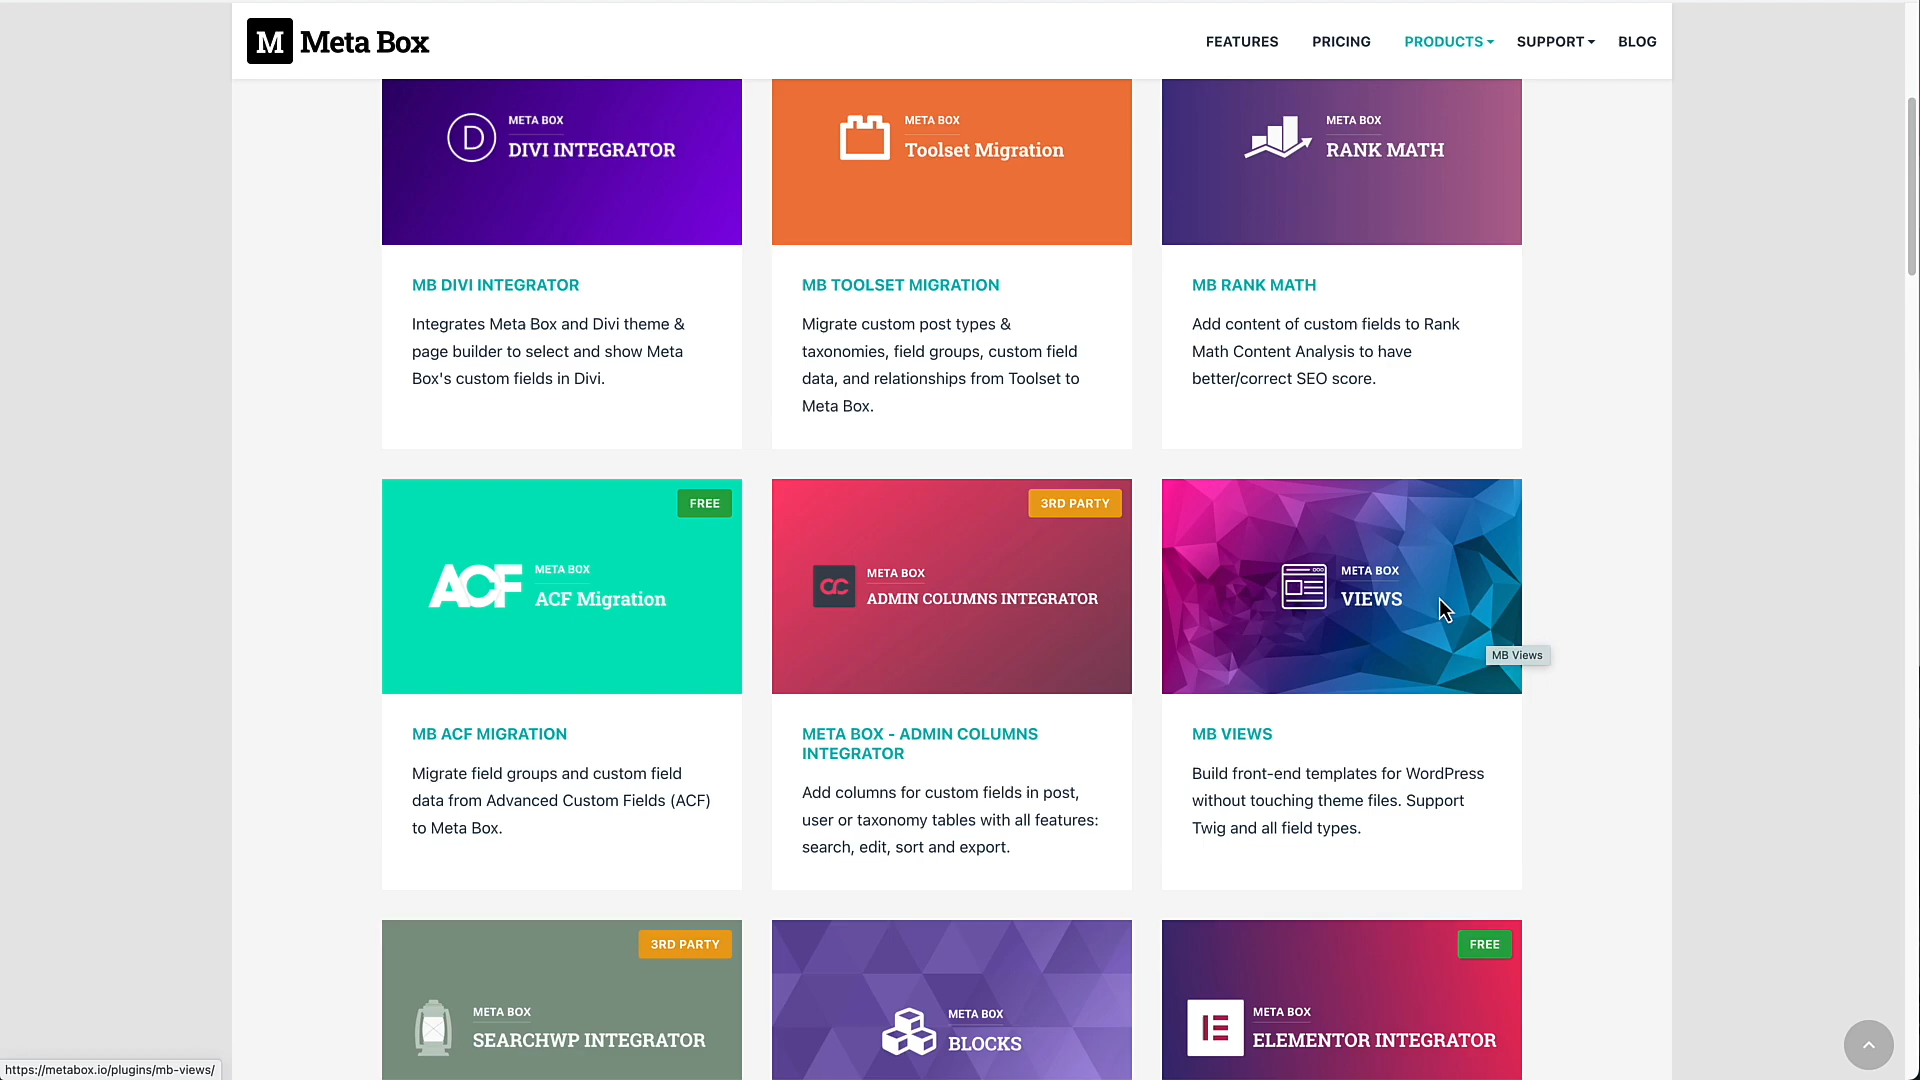 M Meta Box
FEATURES
PRICING
PRODUCTS
SUPPORT
BLOG
D
META BOX
DIVI INTEGRATOR
META BOX
Toolset Migration
META BOX
RANK MATH
MB DIVI INTEGRATOR
Integrates Meta Box and Divi theme &
page builder to select and show Meta
Box's custom fields in Divi.
MB TOOLSET MIGRATION
Migrate custom post types &
taxonomies, field groups, custom field
data, and relationships from Toolset to
Meta Box.
MB RANK MATH
Add content of custom fields to Rank
Math Content Analysis to have
better/correct SEO score.
FREE
ACF
META BOX
ACF Migration
3RD PARTY
META BOX
ADMIN COLUMNS INTEGRATOR
META BOX
VIEWS
MB Views
MB ACF MIGRATION
Migrate field groups and custom field
data from Advanced Custom Fields (ACF)
to Meta Box.
META BOX - ADMIN COLUMNS
INTEGRATOR
Add columns for custom fields in post,
user or taxonomy tables with all features:
search, edit, sort and export.
MB VIEWS
Build front-end templates for WordPress
without touching theme files. Support
Twig and all field types.
3RD PARTY
META BOX
SEARCHWP INTEGRATOR
META BOX
BLOCKS
FREE
META BOX
ELEMENTOR INTEGRATOR
https://metabox.io/plugins/mb-views/